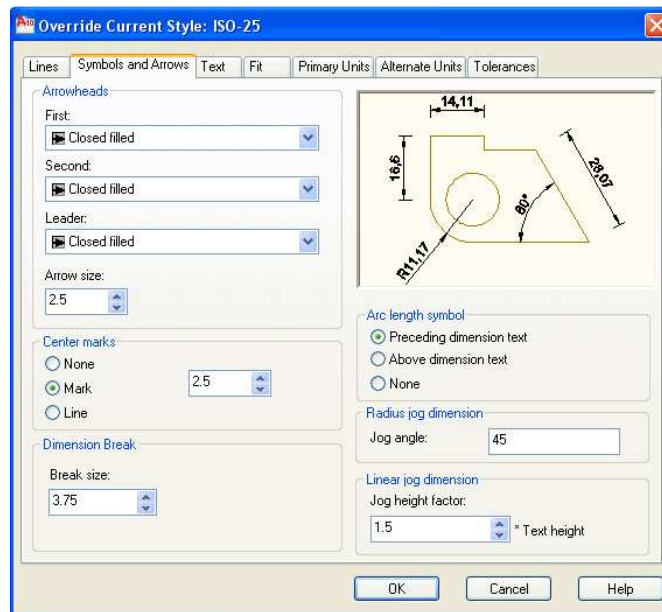 A10 Override Current Style: ISO-25
Lines Symbols and Arrows Text Fit Primary Units Alternate Units Tolerances
Arrowheads
First:
Closed filled
Second:
Closed filled
Leader:
Closed filled
Arrow size:
2.5
Center marks
None
Mark
2.5
Line
Dimension Break
Break size:
3.75
14,11
16,6
28,07
60°
R11,17
Arc length symbol
Preceding dimension text
Above dimension text
None
Radius jog dimension
Jog angle:
45
Linear jog dimension
Jog height factor:
1.5
* Text height
OK Cancel Help